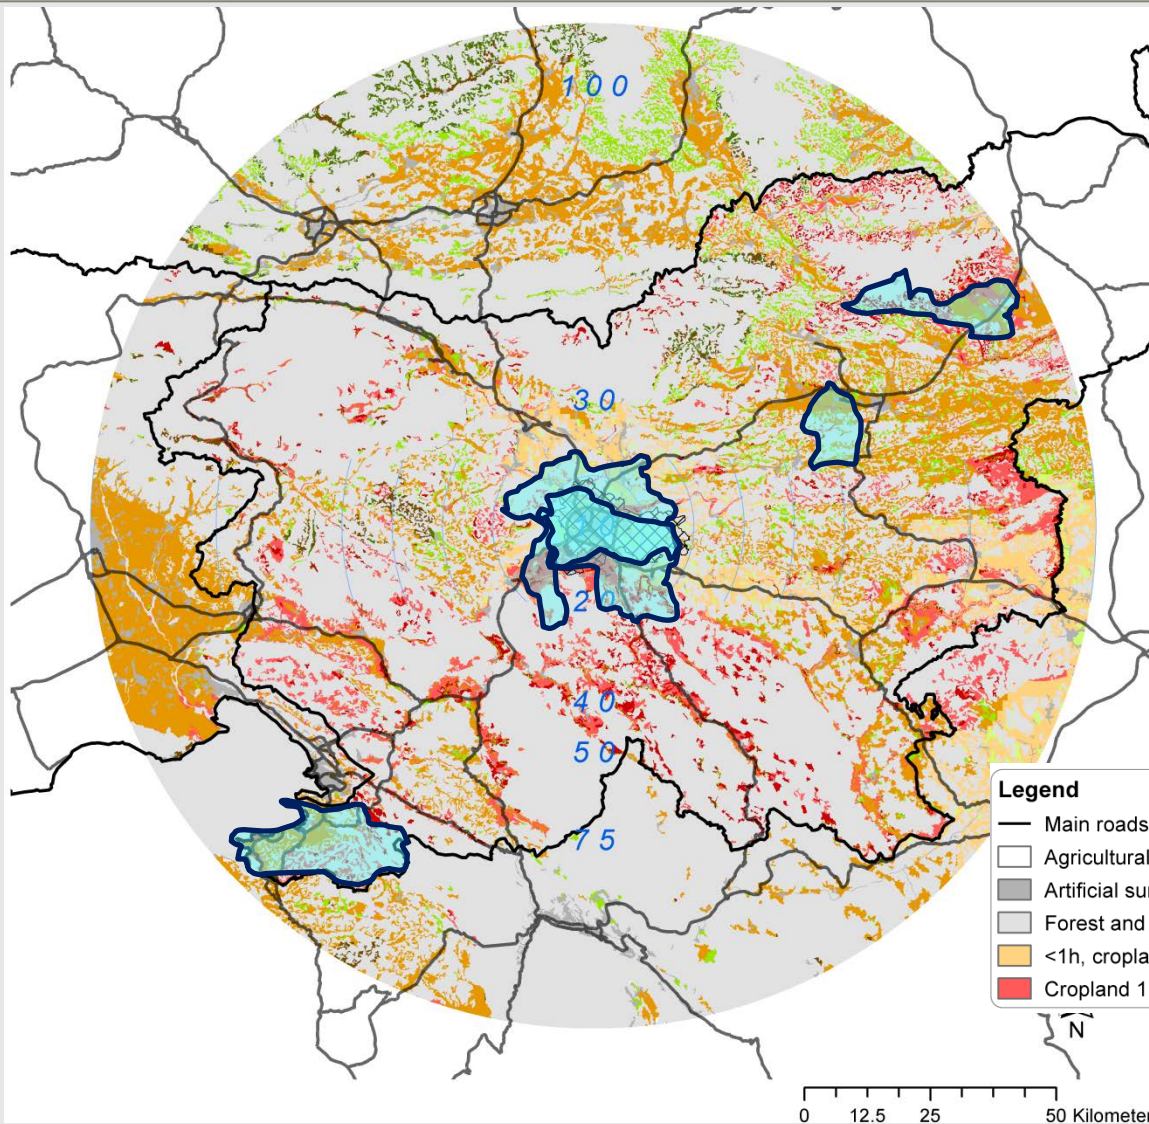 100
30
10
20
40
50
75
Legend
Main roads
Agricultural
Artificial sur
Forest and
<1h, cropla
Cropland 1
N
0 12.5 25 50 Kilometer